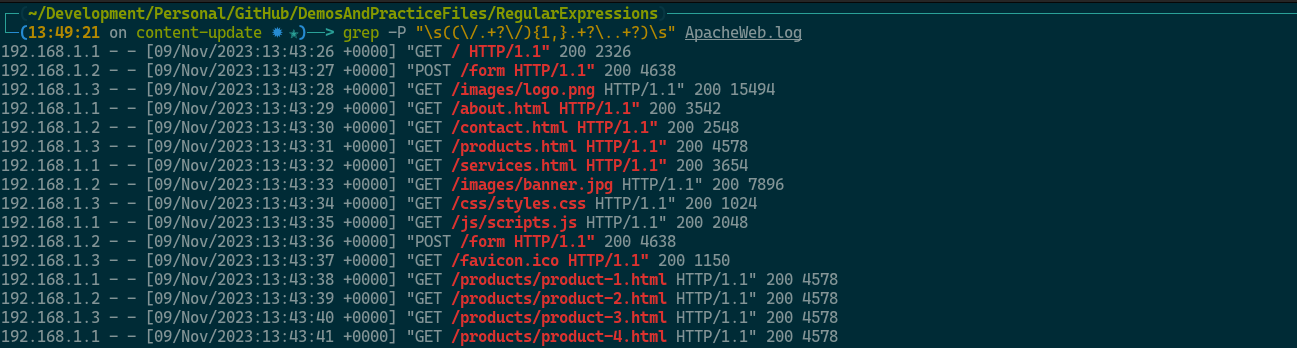 (~/Development/Personal/GitHub/DemosAndPracticeFiles/RegularExpressions)
(13:49:21 on content-update ✹ ★)——> grep -P "\s((\/.+?\/){1,}.+?\..+?)\s" ApacheWeb.log
192.168.1.1 - - [09/Nov/2023:13:43:26 +0000] "GET / HTTP/1.1" 200 2326
192.168.1.2 - - [09/Nov/2023:13:43:27 +0000] "POST /form HTTP/1.1" 200 4638
192.168.1.3 - - [09/Nov/2023:13:43:28 +0000] "GET /images/logo.png HTTP/1.1" 200 15494
192.168.1.1 - - [09/Nov/2023:13:43:29 +0000] "GET /about.html HTTP/1.1" 200 3542
192.168.1.2 - - [09/Nov/2023:13:43:30 +0000] "GET /contact.html HTTP/1.1" 200 2548
192.168.1.3 - - [09/Nov/2023:13:43:31 +0000] "GET /products.html HTTP/1.1" 200 4578
192.168.1.1 - - [09/Nov/2023:13:43:32 +0000] "GET /services.html HTTP/1.1" 200 3654
192.168.1.2 - - [09/Nov/2023:13:43:33 +0000] "GET /images/banner.jpg HTTP/1.1" 200 7896
192.168.1.3 - - [09/Nov/2023:13:43:34 +0000] "GET /css/styles.css HTTP/1.1" 200 1024
192.168.1.1 - - [09/Nov/2023:13:43:35 +0000] "GET /js/scripts.js HTTP/1.1" 200 2048
192.168.1.2 - - [09/Nov/2023:13:43:36 +0000] "POST /form HTTP/1.1" 200 4638
192.168.1.3 - - [09/Nov/2023:13:43:37 +0000] "GET /favicon.ico HTTP/1.1" 200 1150
192.168.1.1 - - [09/Nov/2023:13:43:38 +0000] "GET /products/product-1.html HTTP/1.1" 200 4578
192.168.1.2 - - [09/Nov/2023:13:43:39 +0000] "GET /products/product-2.html HTTP/1.1" 200 4578
192.168.1.3 - - [09/Nov/2023:13:43:40 +0000] "GET /products/product-3.html HTTP/1.1" 200 4578
192.168.1.1 - - [09/Nov/2023:13:43:41 +0000] "GET /products/product-4.html HTTP/1.1" 200 4578